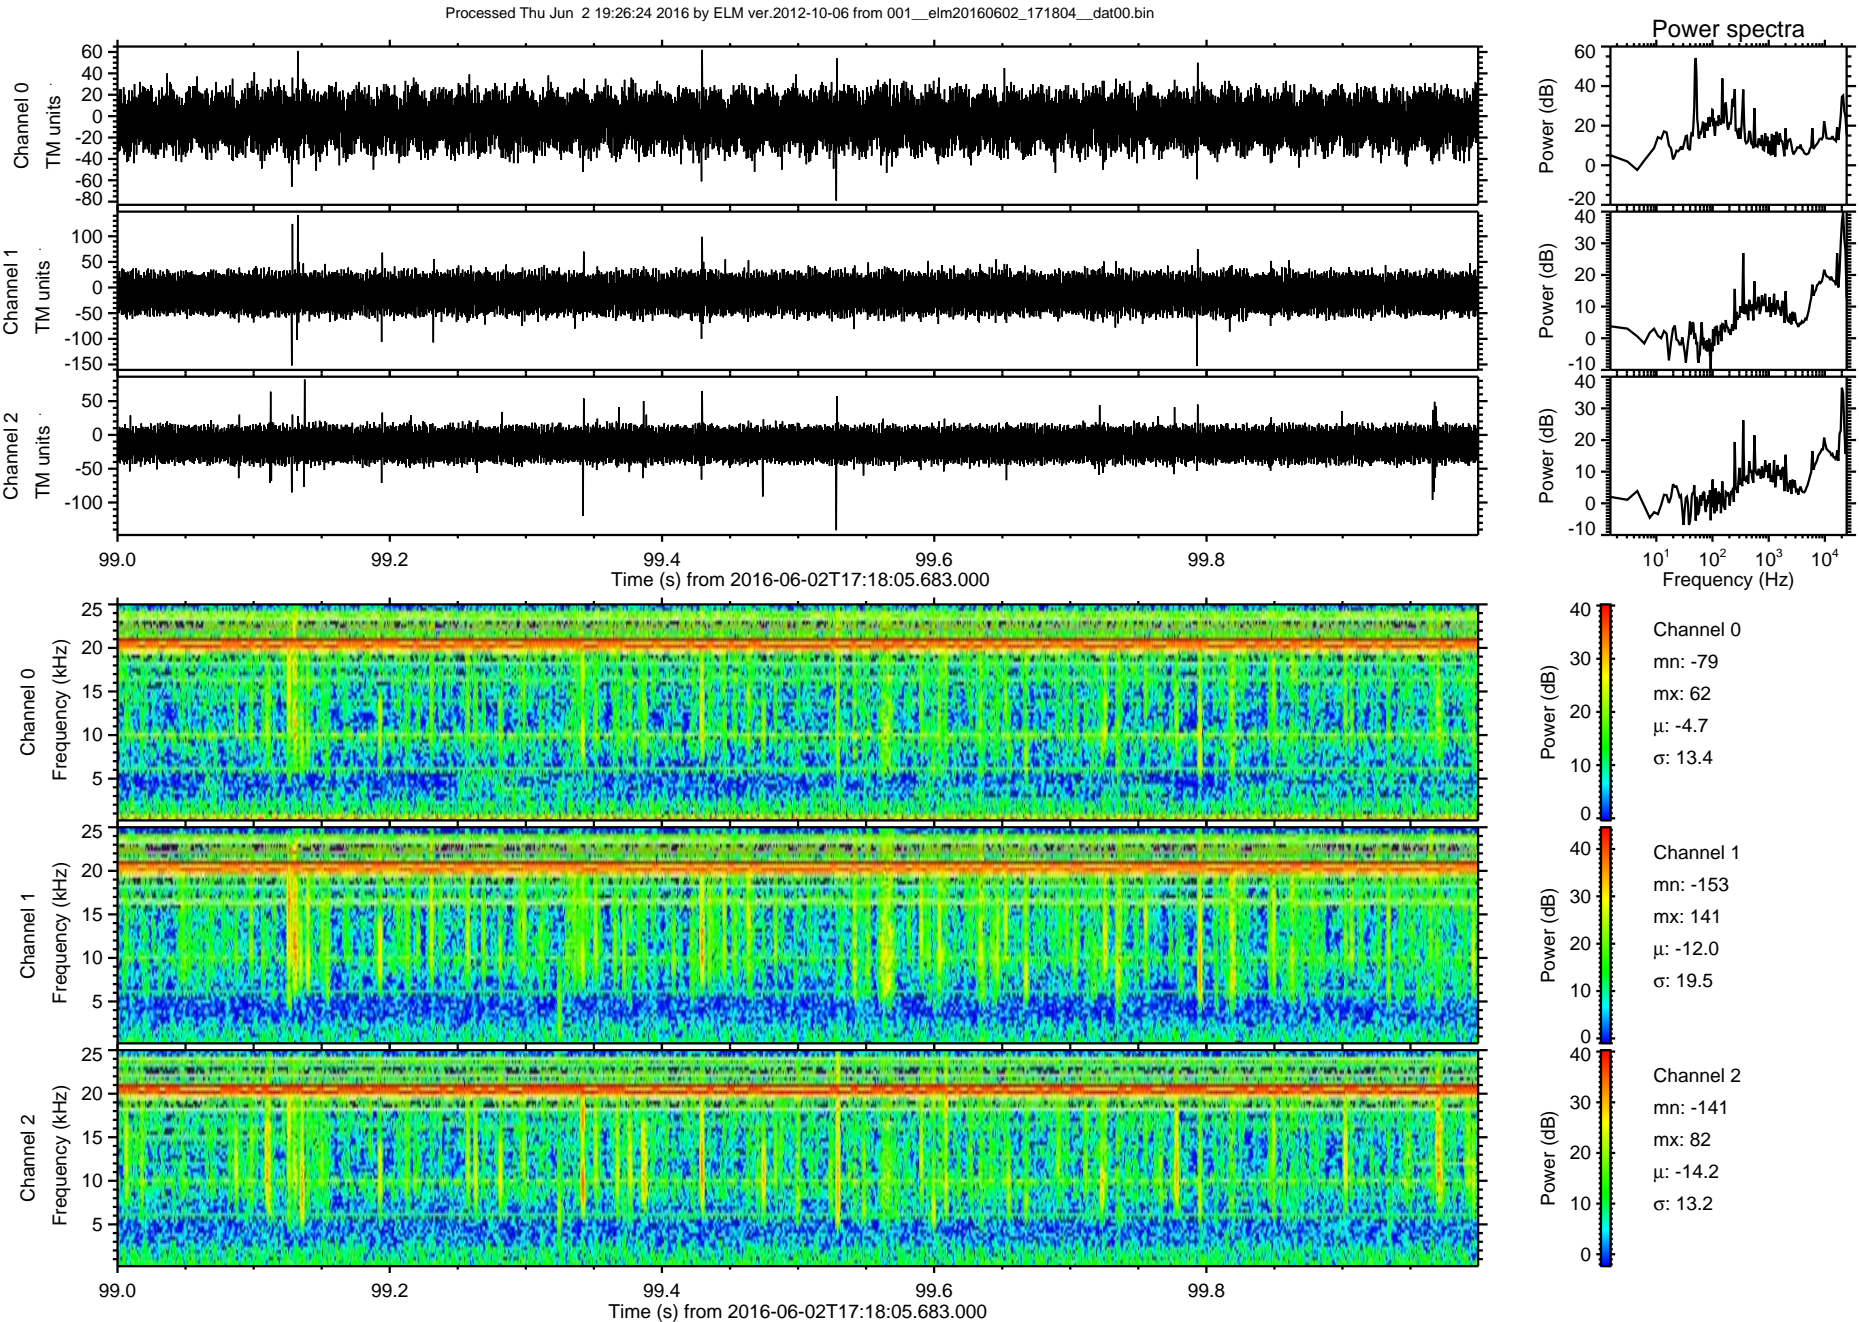 Processed Thu Jun 2 19:26:24 2016 by ELM ver.2012-10-06 from 001__elm20160602_171804__dat00.bin
Power spectra
Channel 0
TM units
60
40
20
0
-20
-40
-60
-80
Power (dB)
60
40
20
0
-20
Channel 1
TM units
100
50
0
-50
-100
-150
Power (dB)
40
30
20
10
0
-10
Channel 2
TM units
50
0
-50
-100
Power (dB)
40
30
20
10
0
-10
99.0
99.2
99.4
99.6
99.8
Time (s) from 2016-06-02T17:18:05.683.000
10¹
10²
10³
10⁴
Frequency (Hz)
Channel 0
Frequency (kHz)
25
20
15
10
5
Power (dB)
40
30
20
10
0
Channel 0
mn: -79
mx: 62
μ: -4.7
σ: 13.4
Channel 1
Frequency (kHz)
25
20
15
10
5
Power (dB)
40
30
20
10
0
Channel 1
mn: -153
mx: 141
μ: -12.0
σ: 19.5
Channel 2
Frequency (kHz)
25
20
15
10
5
Power (dB)
40
30
20
10
0
Channel 2
mn: -141
mx: 82
μ: -14.2
σ: 13.2
99.0
99.2
99.4
99.6
99.8
Time (s) from 2016-06-02T17:18:05.683.000